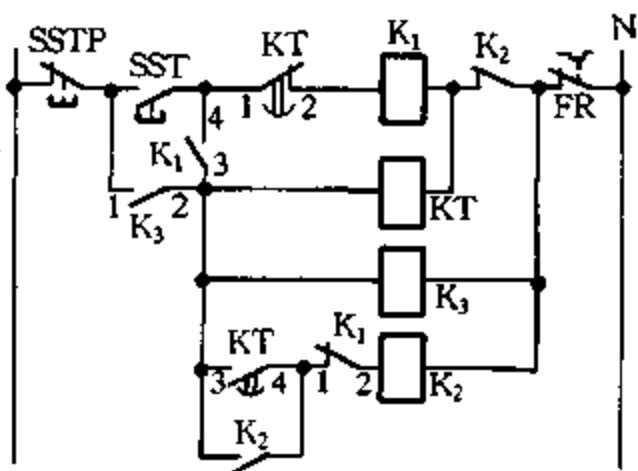 N
SSTP SST KT K₁ K₂
1 2 FR
4
K₁ 3
1 2 KT
K₃
K₃
KT K₁
3 4 1 2 K₂
K₂